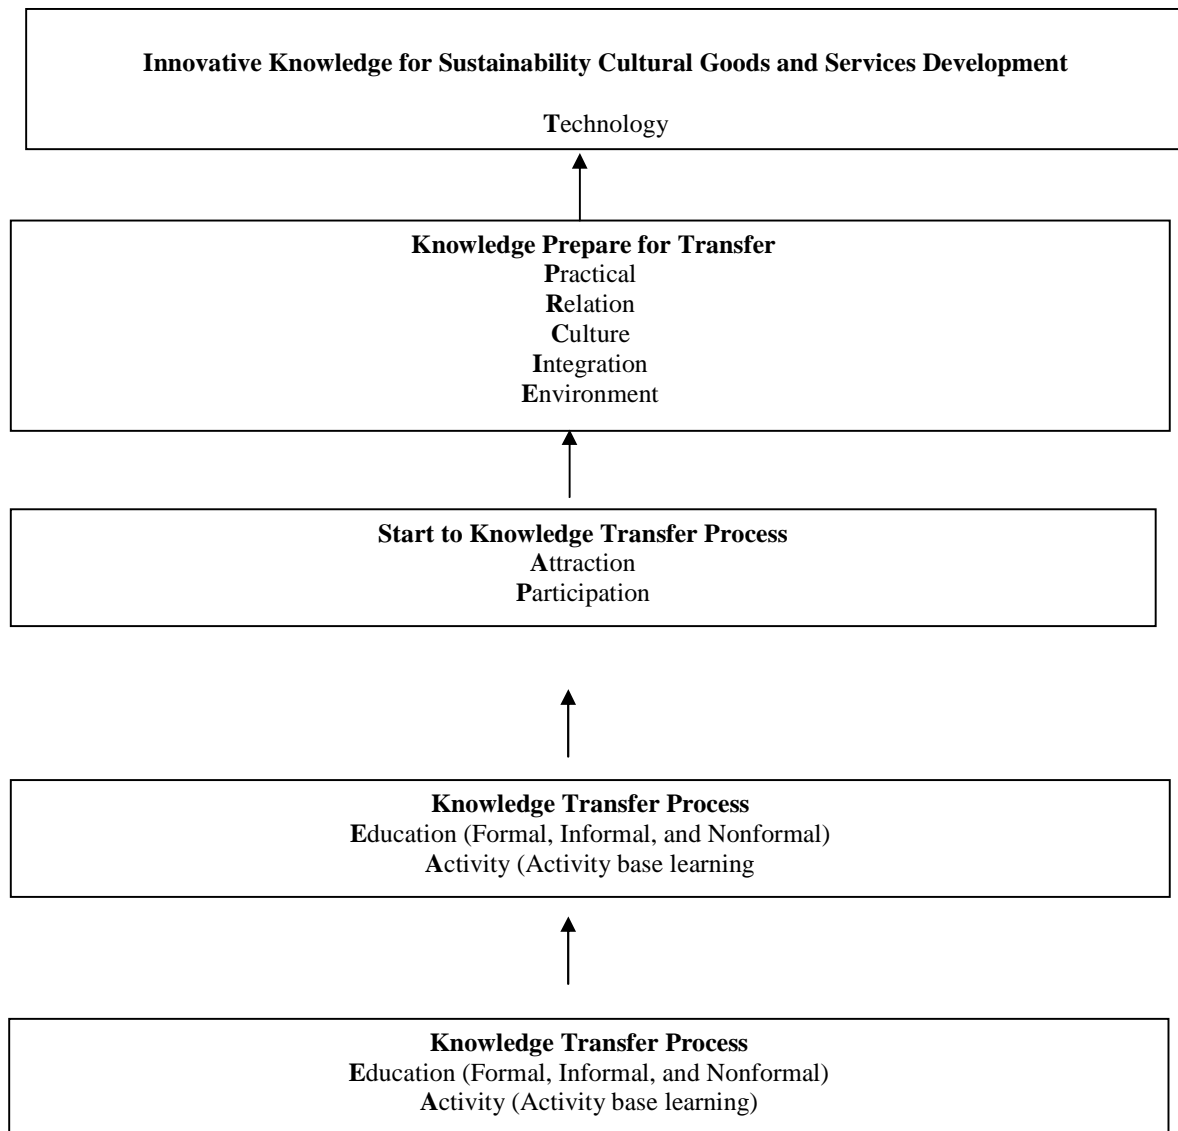 Innovative Knowledge for Sustainability Cultural Goods and Services Development
Technology
Knowledge Prepare for Transfer
Practical
Relation
Culture
Integration
Environment
Start to Knowledge Transfer Process
Attraction
Participation
Knowledge Transfer Process
Education (Formal, Informal, and Nonformal)
Activity (Activity base learning
Knowledge Transfer Process
Education (Formal, Informal, and Nonformal)
Activity (Activity base learning)